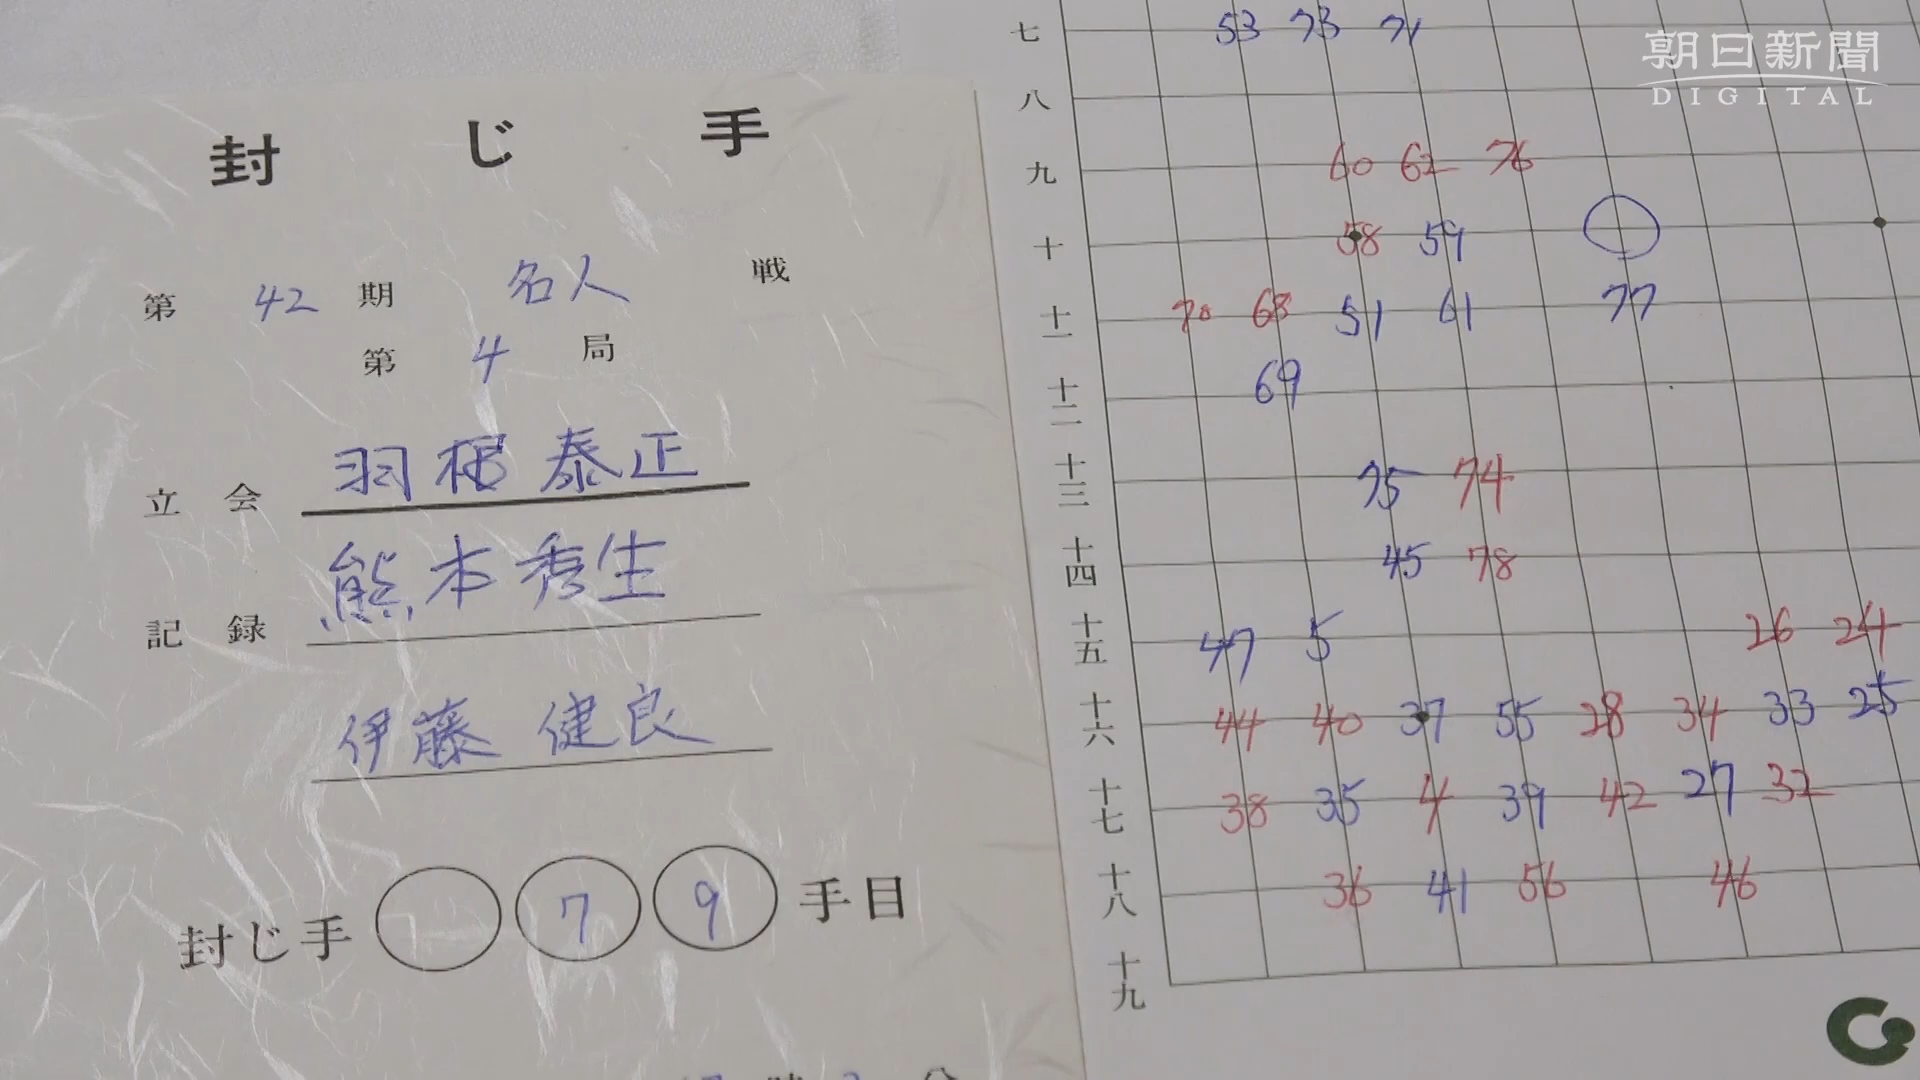 封じ手
第 42 期 名人 戦
第 4 局
立会 羽根泰正
熊本秀生
記録
伊藤健良
封じ手 7 9 手目
朝日新聞
DIGITAL
七 53 73 71
八
九 60 62 76
十 58 59
十一 70 68 51 61 77
十二 69
十三 75 74
十四 45 78
十五 47 5 26 24
十六 44 40 37 55 28 34 33 25
十七 38 35 4 39 42 27 32
十八 36 41 56 46
十九